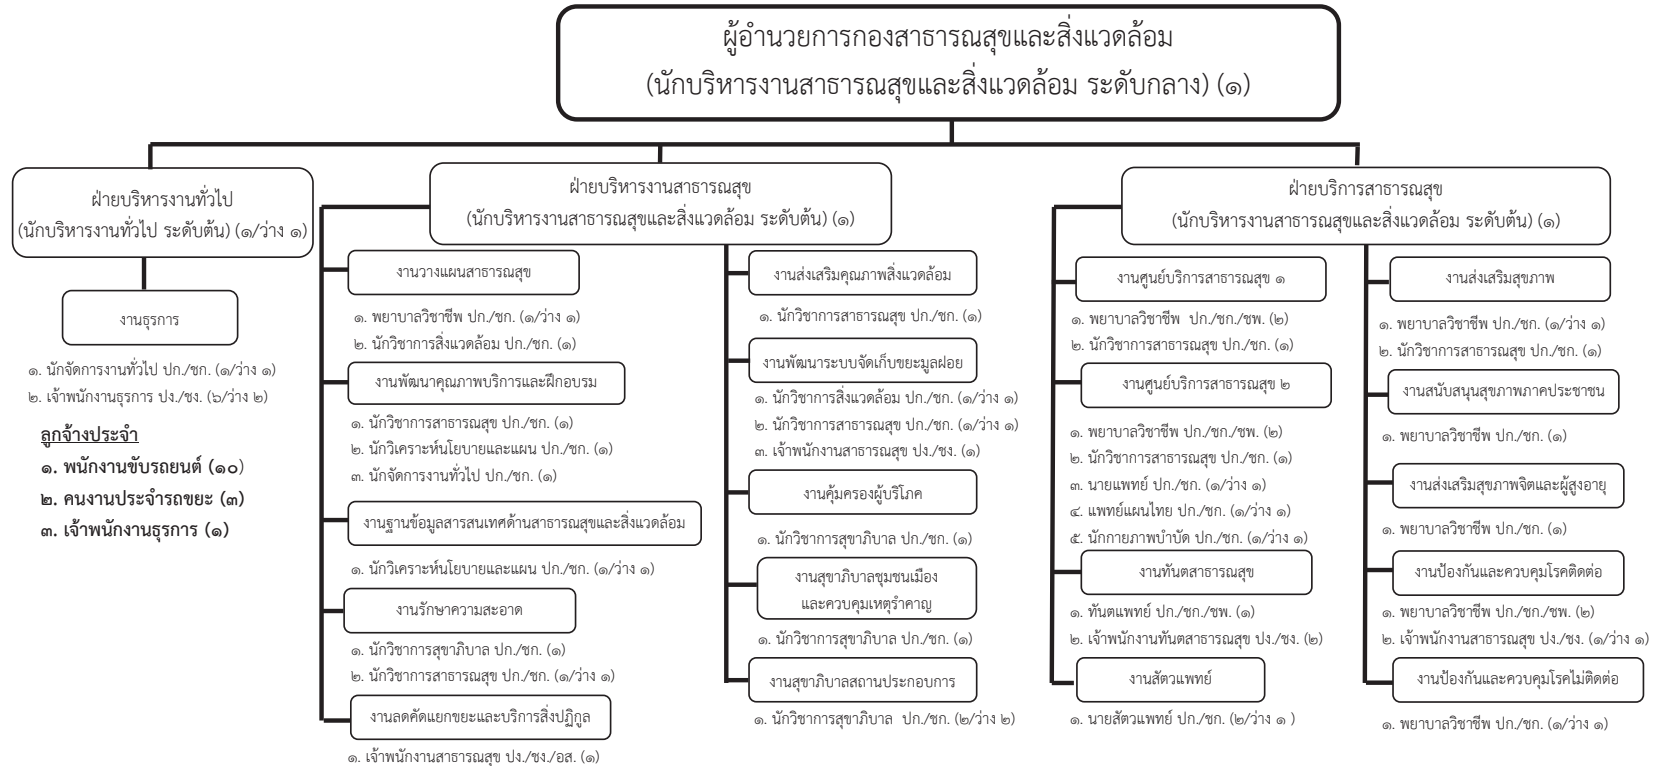 ผู้อำนวยการกองสาธารณสุขและสิ่งแวดล้อม
(นักบริหารงานสาธารณสุขและสิ่งแวดล้อม ระดับกลาง) (๑)
ฝ่ายบริหารงานทั่วไป
(นักบริหารงานทั่วไป ระดับต้น) (๑/ว่าง ๑)
งานธุรการ
๑. นักจัดการงานทั่วไป ปก./ชก. (๑/ว่าง ๑)
๒. เจ้าพนักงานธุรการ ปง./ชง. (๖/ว่าง ๒)
ลูกจ้างประจำ
๑. พนักงานขับรถยนต์ (๑๐)
๒. คนงานประจำรถขยะ (๓)
๓. เจ้าพนักงานธุรการ (๑)
ฝ่ายบริหารงานสาธารณสุข
(นักบริหารงานสาธารณสุขและสิ่งแวดล้อม ระดับต้น) (๑)
งานวางแผนสาธารณสุข
๑. พยาบาลวิชาชีพ ปก./ชก. (๑/ว่าง ๑)
๒. นักวิชาการสิ่งแวดล้อม ปก./ชก. (๑)
งานพัฒนาคุณภาพบริการและฝึกอบรม
๑. นักวิชาการสาธารณสุข ปก./ชก. (๑)
๒. นักวิเคราะห์นโยบายและแผน ปก./ชก. (๑)
๓. นักจัดการงานทั่วไป ปก./ชก. (๑)
งานฐานข้อมูลสารสนเทศด้านสาธารณสุขและสิ่งแวดล้อม
๑. นักวิเคราะห์นโยบายและแผน ปก./ชก. (๑/ว่าง ๑)
งานรักษาความสะอาด
๑. นักวิชาการสุขาภิบาล ปก./ชก. (๑)
๒. นักวิชาการสาธารณสุข ปก./ชก. (๑/ว่าง ๑)
งานลดคัดแยกขยะและบริการสิ่งปฏิกูล
๑. เจ้าพนักงานสาธารณสุข ปง./ชง./อส. (๑)
งานส่งเสริมคุณภาพสิ่งแวดล้อม
๑. นักวิชาการสาธารณสุข ปก./ชก. (๑)
งานพัฒนาระบบจัดเก็บขยะมูลฝอย
๑. นักวิชาการสิ่งแวดล้อม ปก./ชก. (๑/ว่าง ๑)
๒. นักวิชาการสาธารณสุข ปก./ชก. (๑/ว่าง ๑)
๓. เจ้าพนักงานสาธารณสุข ปง./ชง. (๑)
งานคุ้มครองผู้บริโภค
๑. นักวิชาการสุขาภิบาล ปก./ชก. (๑)
งานสุขาภิบาลชุมชนเมือง
และควบคุมเหตุรำคาญ
๑. นักวิชาการสุขาภิบาล ปก./ชก. (๑)
งานสุขาภิบาลสถานประกอบการ
๑. นักวิชาการสุขาภิบาล ปก./ชก. (๒/ว่าง ๒)
ฝ่ายบริการสาธารณสุข
(นักบริหารงานสาธารณสุขและสิ่งแวดล้อม ระดับต้น) (๑)
งานศูนย์บริการสาธารณสุข ๑
๑. พยาบาลวิชาชีพ ปก./ชก./ชพ. (๒)
๒. นักวิชาการสาธารณสุข ปก./ชก. (๑)
งานศูนย์บริการสาธารณสุข ๒
๑. พยาบาลวิชาชีพ ปก./ชก./ชพ. (๒)
๒. นักวิชาการสาธารณสุข ปก./ชก. (๑)
๓. นายแพทย์ ปก./ชก. (๑/ว่าง ๑)
๔. แพทย์แผนไทย ปก./ชก. (๑/ว่าง ๑)
๕. นักกายภาพบำบัด ปก./ชก. (๑/ว่าง ๑)
งานทันตสาธารณสุข
๑. ทันตแพทย์ ปก./ชก./ชพ. (๑)
๒. เจ้าพนักงานทันตสาธารณสุข ปง./ชง. (๒)
งานสัตวแพทย์
๑. นายสัตวแพทย์ ปก./ชก. (๒/ว่าง ๑ )
งานส่งเสริมสุขภาพ
๑. พยาบาลวิชาชีพ ปก./ชก. (๑/ว่าง ๑)
๒. นักวิชาการสาธารณสุข ปก./ชก. (๑)
งานสนับสนุนสุขภาพภาคประชาชน
๑. พยาบาลวิชาชีพ ปก./ชก. (๑)
งานส่งเสริมสุขภาพจิตและผู้สูงอายุ
๑. พยาบาลวิชาชีพ ปก./ชก. (๑)
งานป้องกันและควบคุมโรคติดต่อ
๑. พยาบาลวิชาชีพ ปก./ชก./ชพ. (๒)
๒. เจ้าพนักงานสาธารณสุข ปง./ชง. (๑/ว่าง ๑)
งานป้องกันและควบคุมโรคไม่ติดต่อ
๑. พยาบาลวิชาชีพ ปก./ชก. (๑/ว่าง ๑)